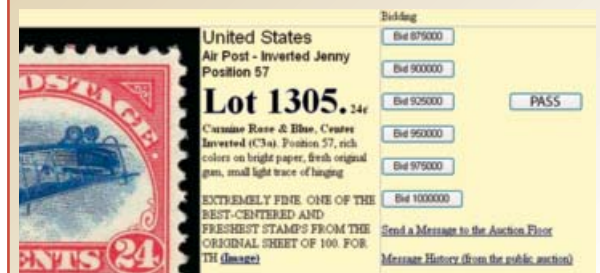 POSTAGE
CENTS 24
United States
Air Post - Inverted Jenny
Position 57
Lot 1305. 24¢
Carmine Rose & Blue, Center
Inverted (C3a). Position 57, rich
colors on bright paper, fresh original
gum, small light trace of hinging
EXTREMELY FINE. ONE OF THE
BEST-CENTERED AND
FRESHEST STAMPS FROM THE
ORIGINAL SHEET OF 100. FOR
TH (Image)
Bidding
Bid 875000
Bid 900000
Bid 925000
PASS
Bid 950000
Bid 975000
Bid 1000000
Send a Message to the Auction Floor
Message History (from the public auction)